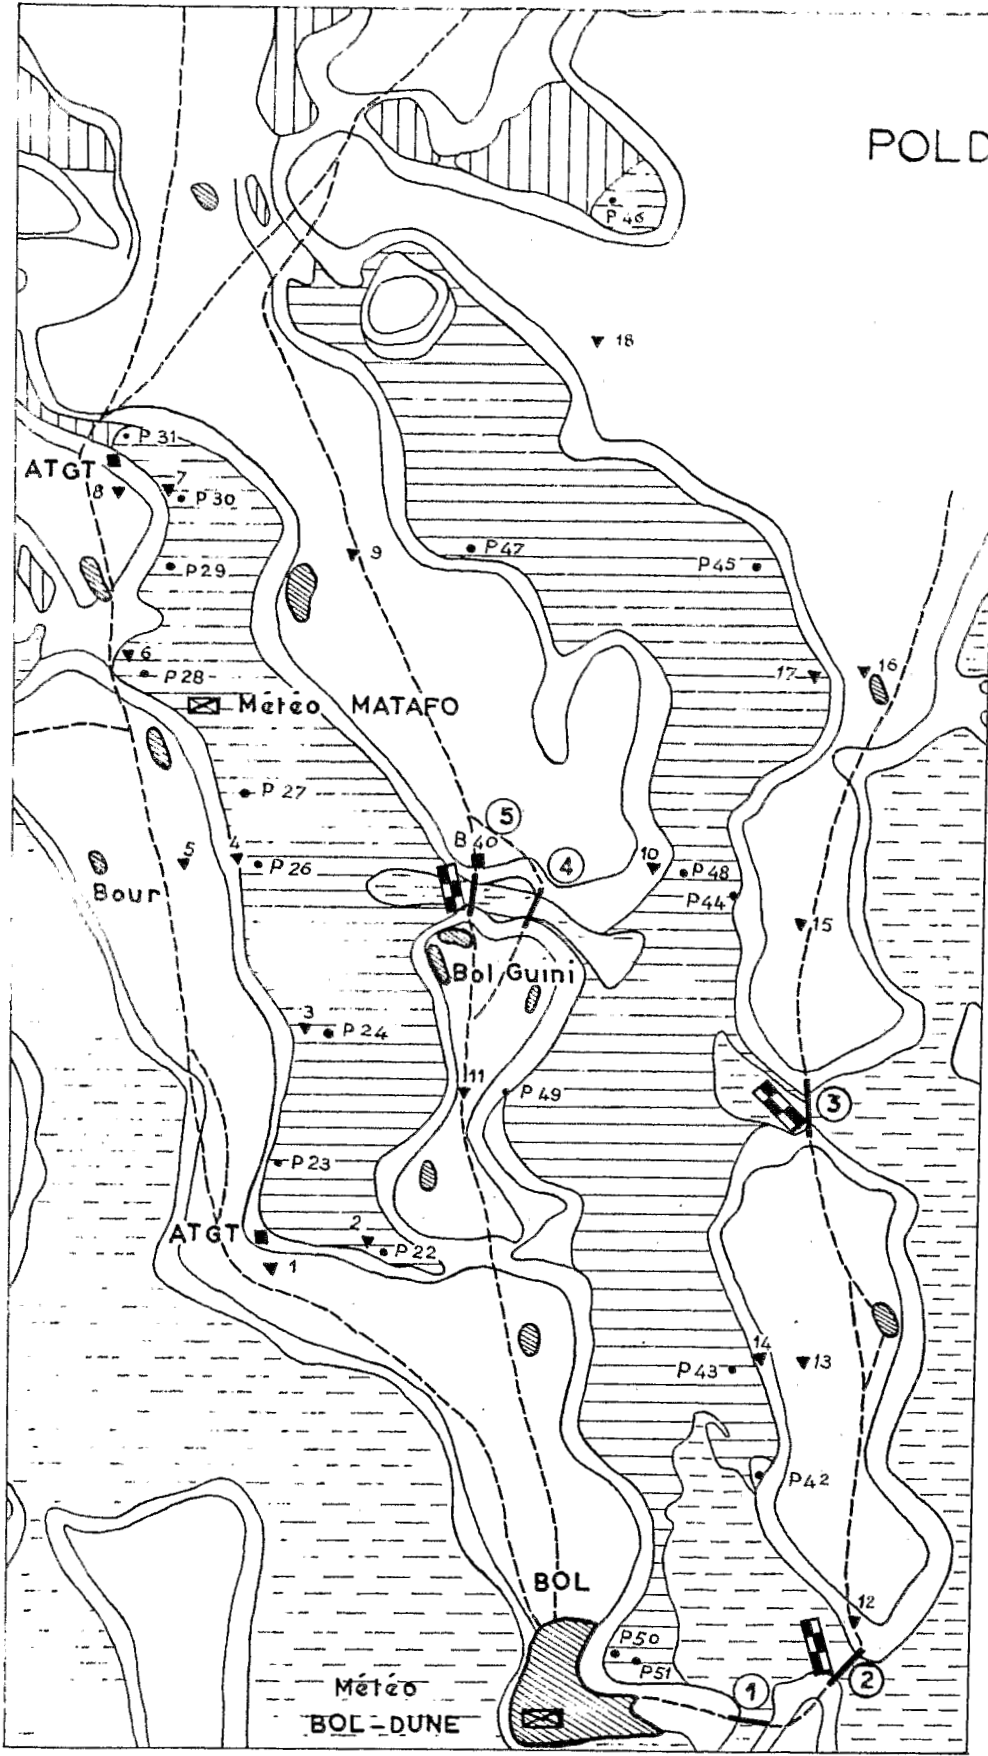 POLD
P 46
18
P 31
ATGT
7
8
P 30
9
P 47
P 29
P 45
6
P 28
17
16
Météo MATAFO
P 27
5
B 40
4
5
4
P 26
10
P 48
Bour
P 44
15
Bol Guini
3
P 24
11
P 49
3
P 23
ATGT
2
P 22
1
14
13
P 43
P 42
BOL
12
P 50
P 51
Météo
BOL-DUNE
1
2